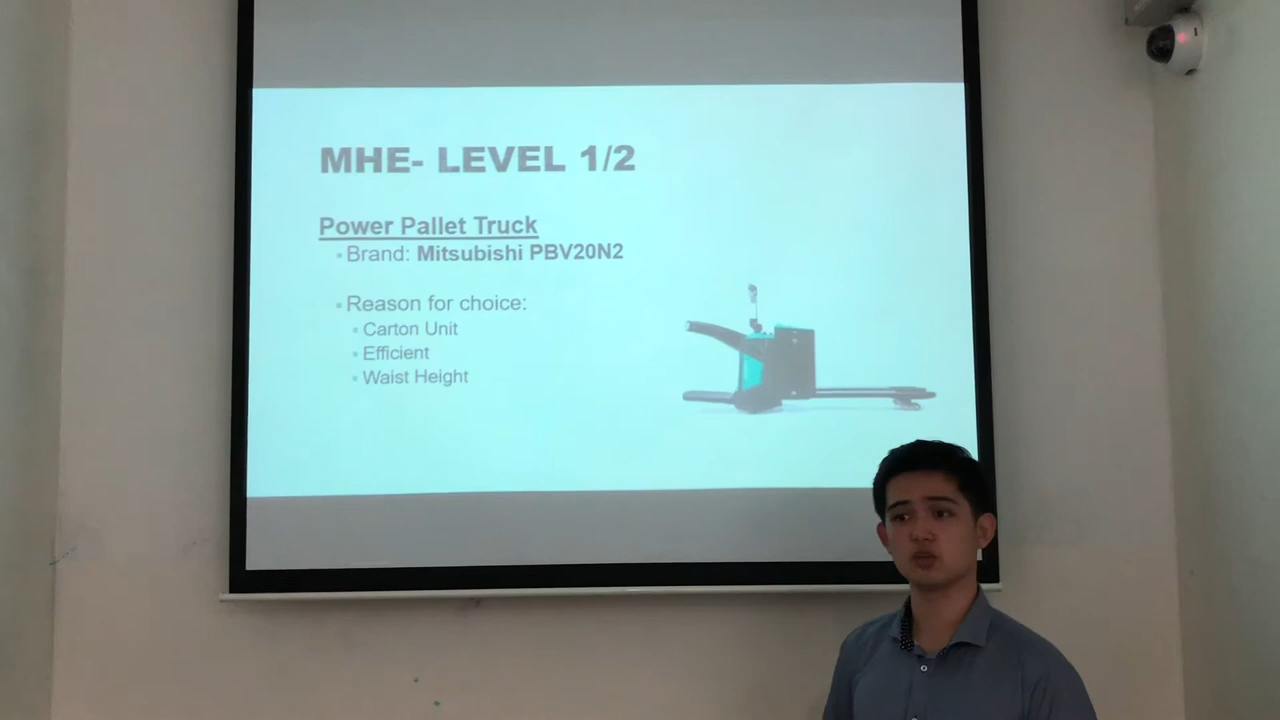 MHE- LEVEL 1/2
Power Pallet Truck
▪Brand: Mitsubishi PBV20N2
▪Reason for choice:
▪Carton Unit
▪Efficient
▪Waist Height